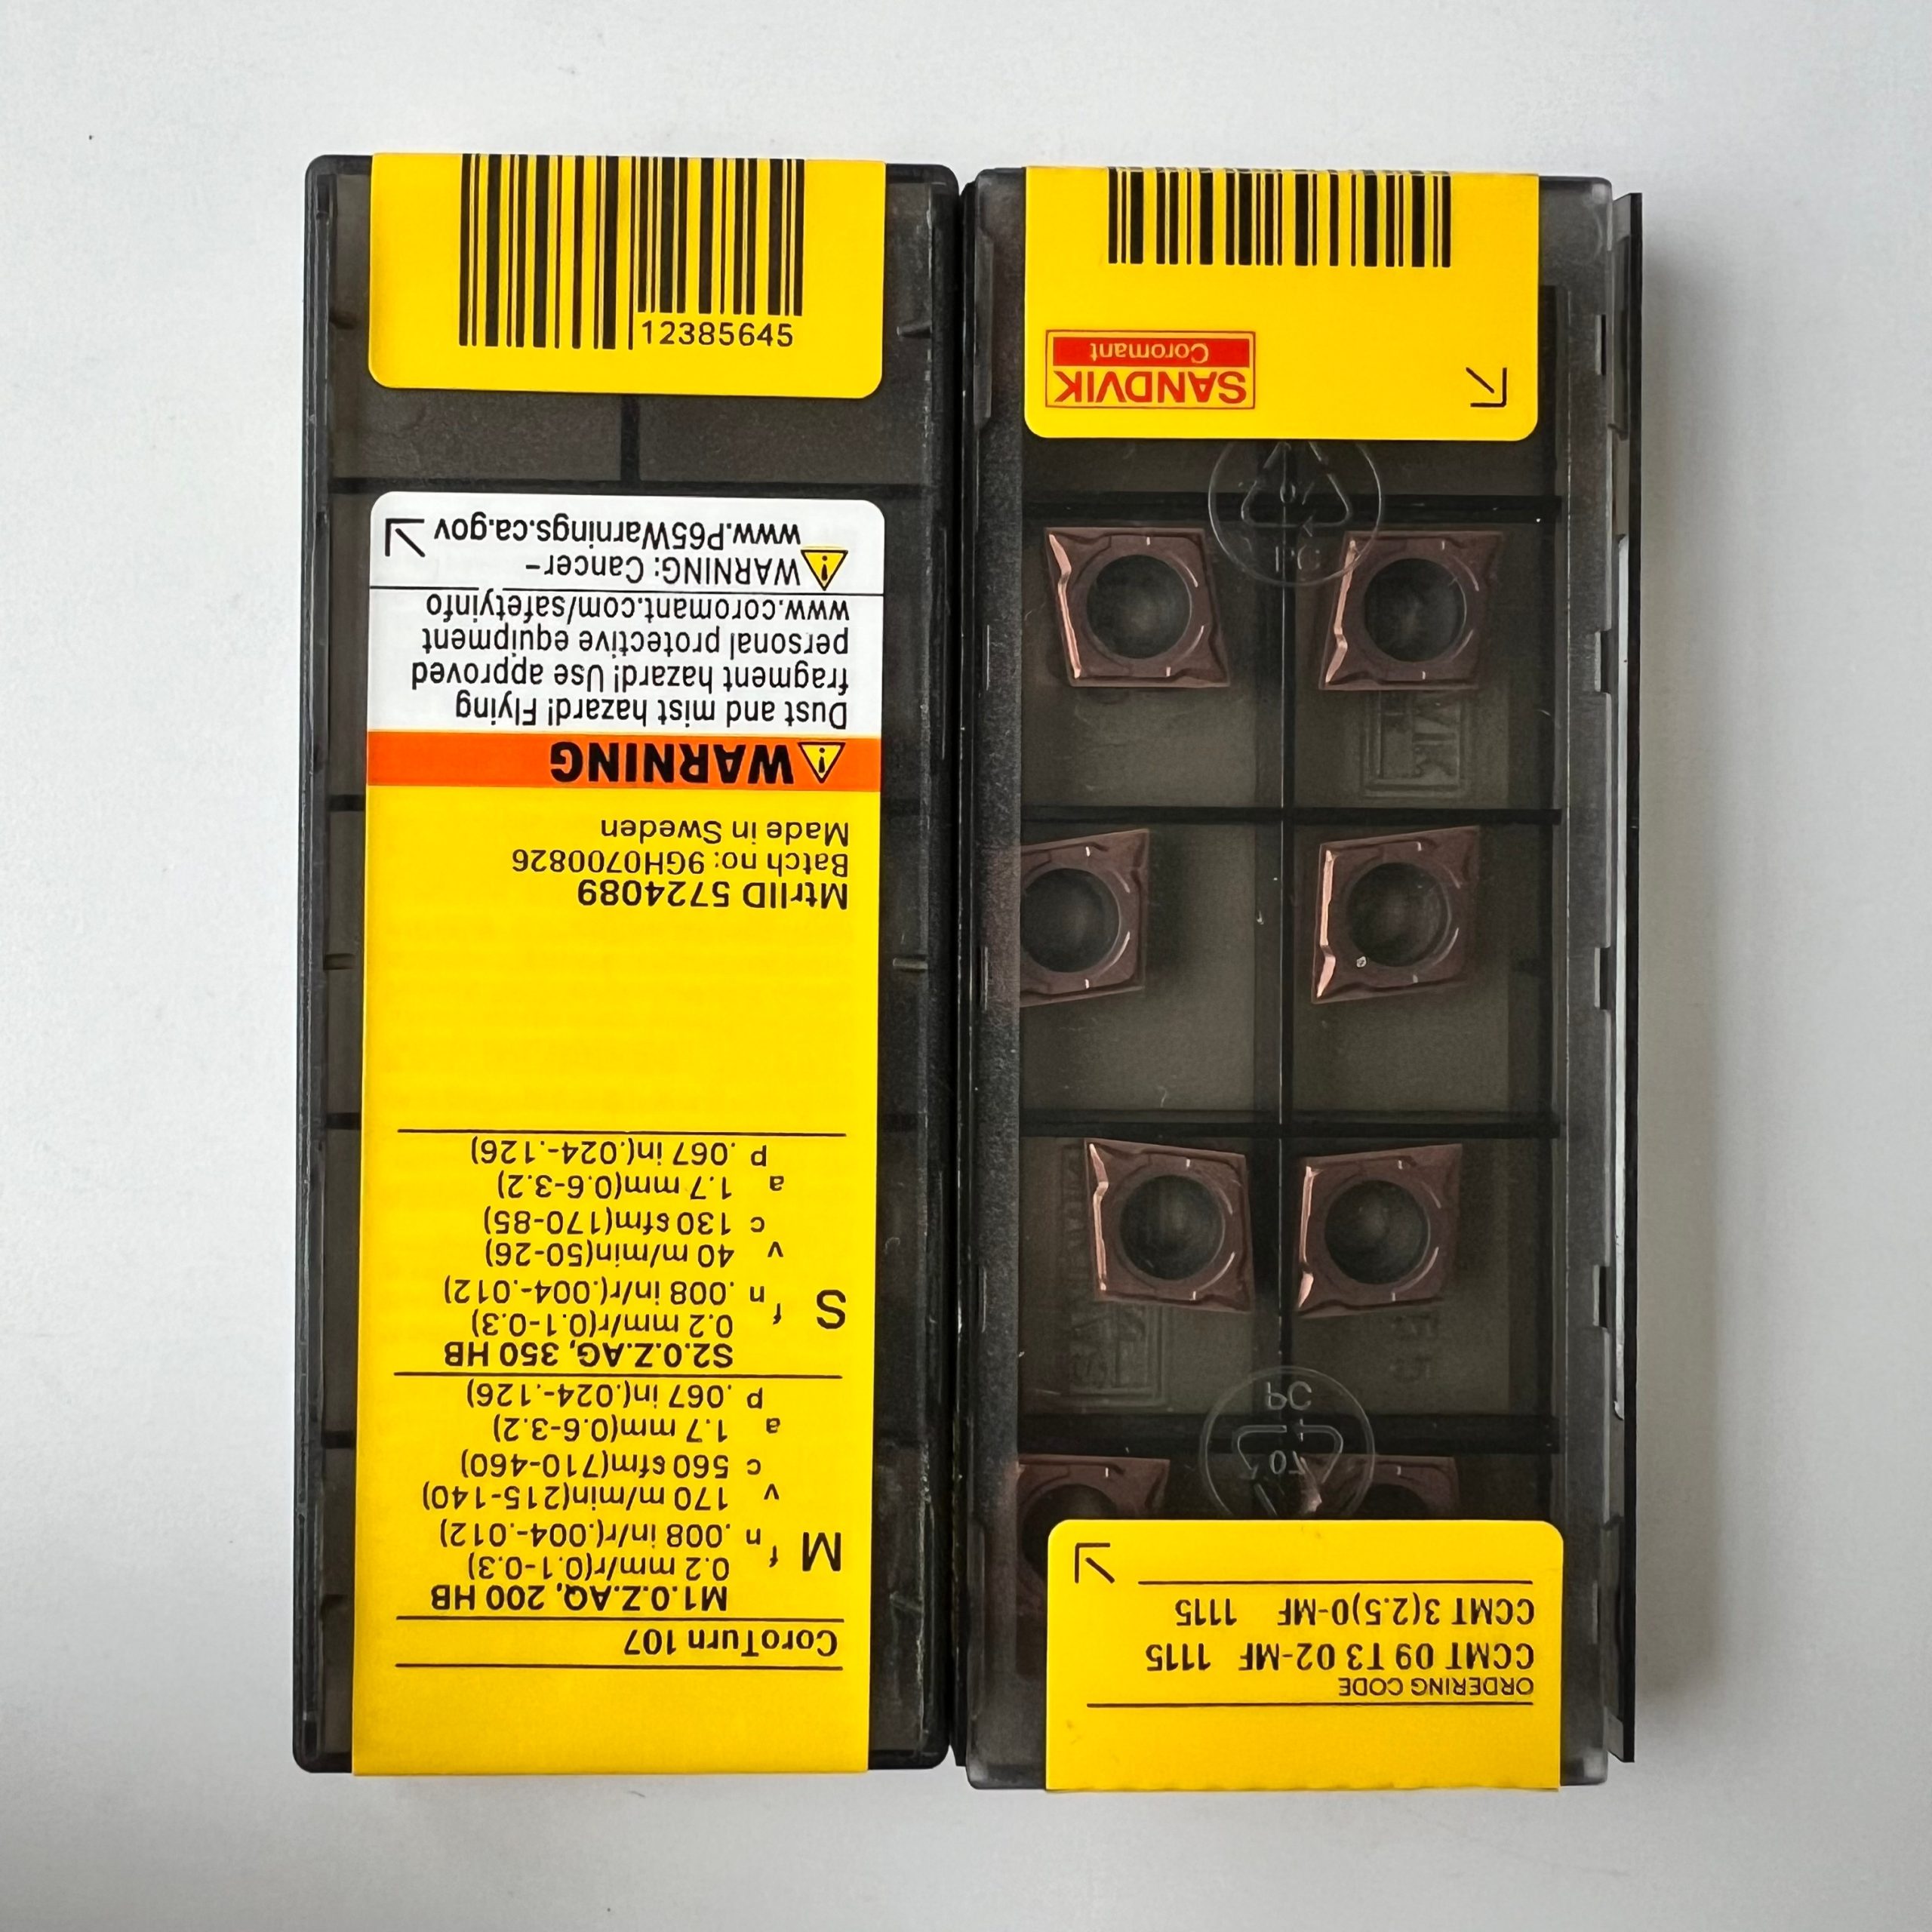 CoroTurn 107
M1.0.Z.AQ, 200 HB
M
f n 0.2 mm/r(0.1-0.3)
.008 in/r(.004-.012)
v c 170 m/min(215-140)
560 sfm(710-460)
a p 1.7 mm(0.6-3.2)
.067 in(.024-.126)
S2.0.Z.AG, 350 HB
S
f n 0.2 mm/r(0.1-0.3)
.008 in/r(.004-.012)
v c 40 m/min(50-26)
130 sfm(170-85)
a p 1.7 mm(0.6-3.2)
.067 in(.024-.126)
MtrlID 5724089
Batch no: 9GH0700826
Made in Sweden
WARNING
Dust and mist hazard! Flying
fragment hazard! Use approved
personal protective equipment
www.coromant.com/safetyinfo
WARNING: Cancer-
www.P65Warnings.ca.gov
12385645
ORDERING CODE
CCMT 09 T3 02-MF 1115
CCMT 3(2.5)0-MF 1115
PC
07
SANDVIK
Coromant
07
PC